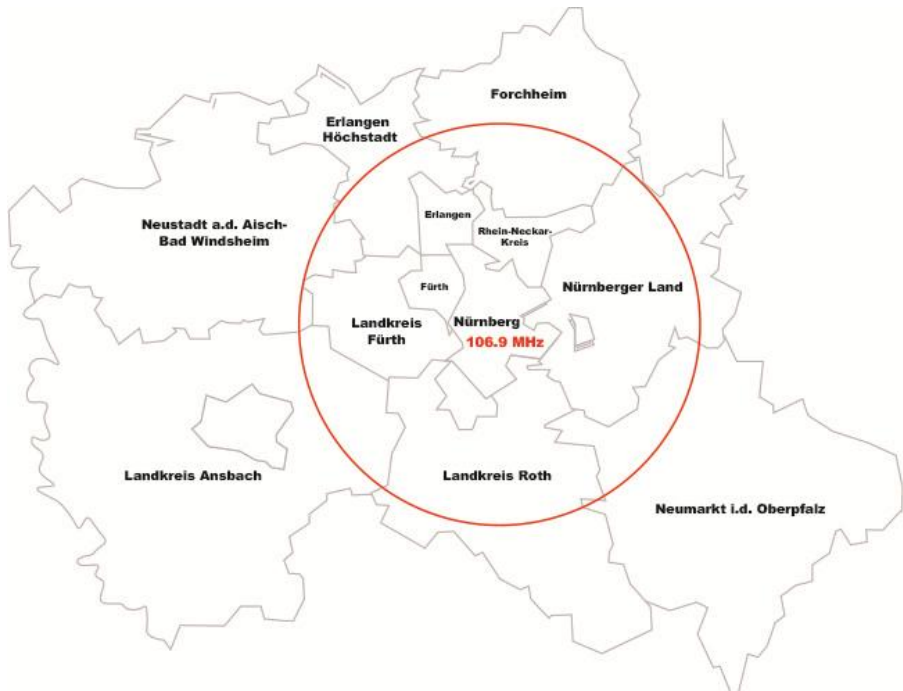 Forchheim
Erlangen
Höchstadt
Neustadt a.d. Aisch-
Bad Windsheim
Erlangen
Rhein-Neckar-
Kreis
Fürth
Nürnberger Land
Landkreis
Fürth
Nürnberg
106.9 MHz
Landkreis Ansbach
Landkreis Roth
Neumarkt i.d. Oberpfalz